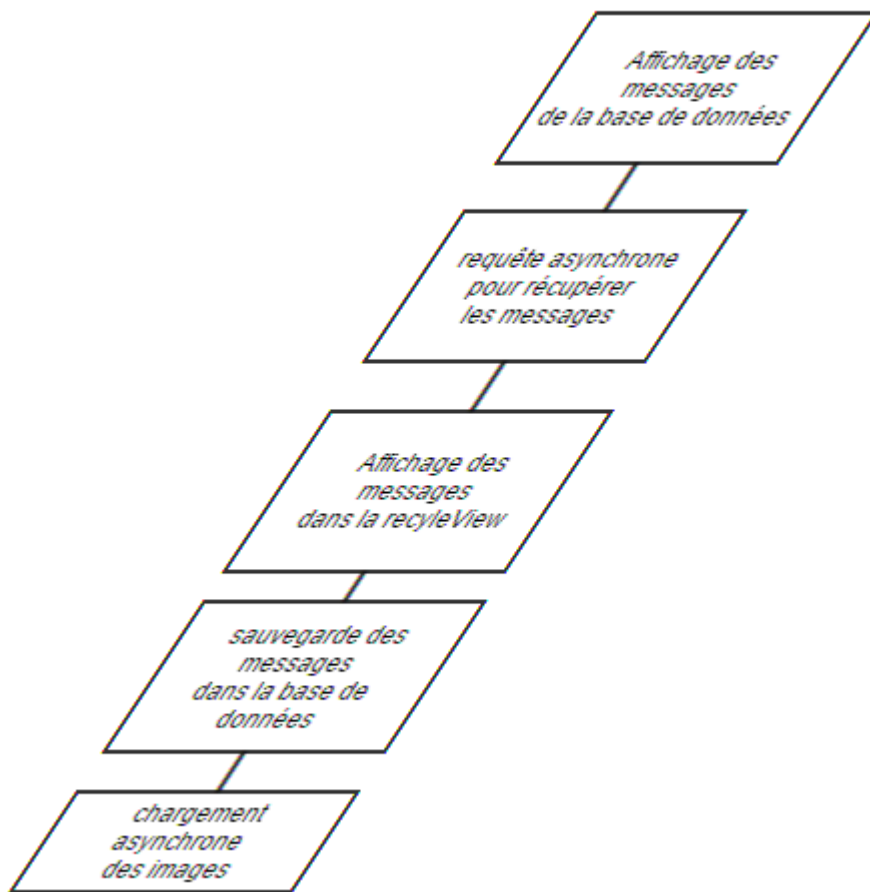 Affichage des
messages
de la base de données
requête asynchrone
pour récupérer
les messages
Affichage des
messages
dans la recyleView
sauvegarde des
messages
dans la base de
données
chargement
asynchrone
des images